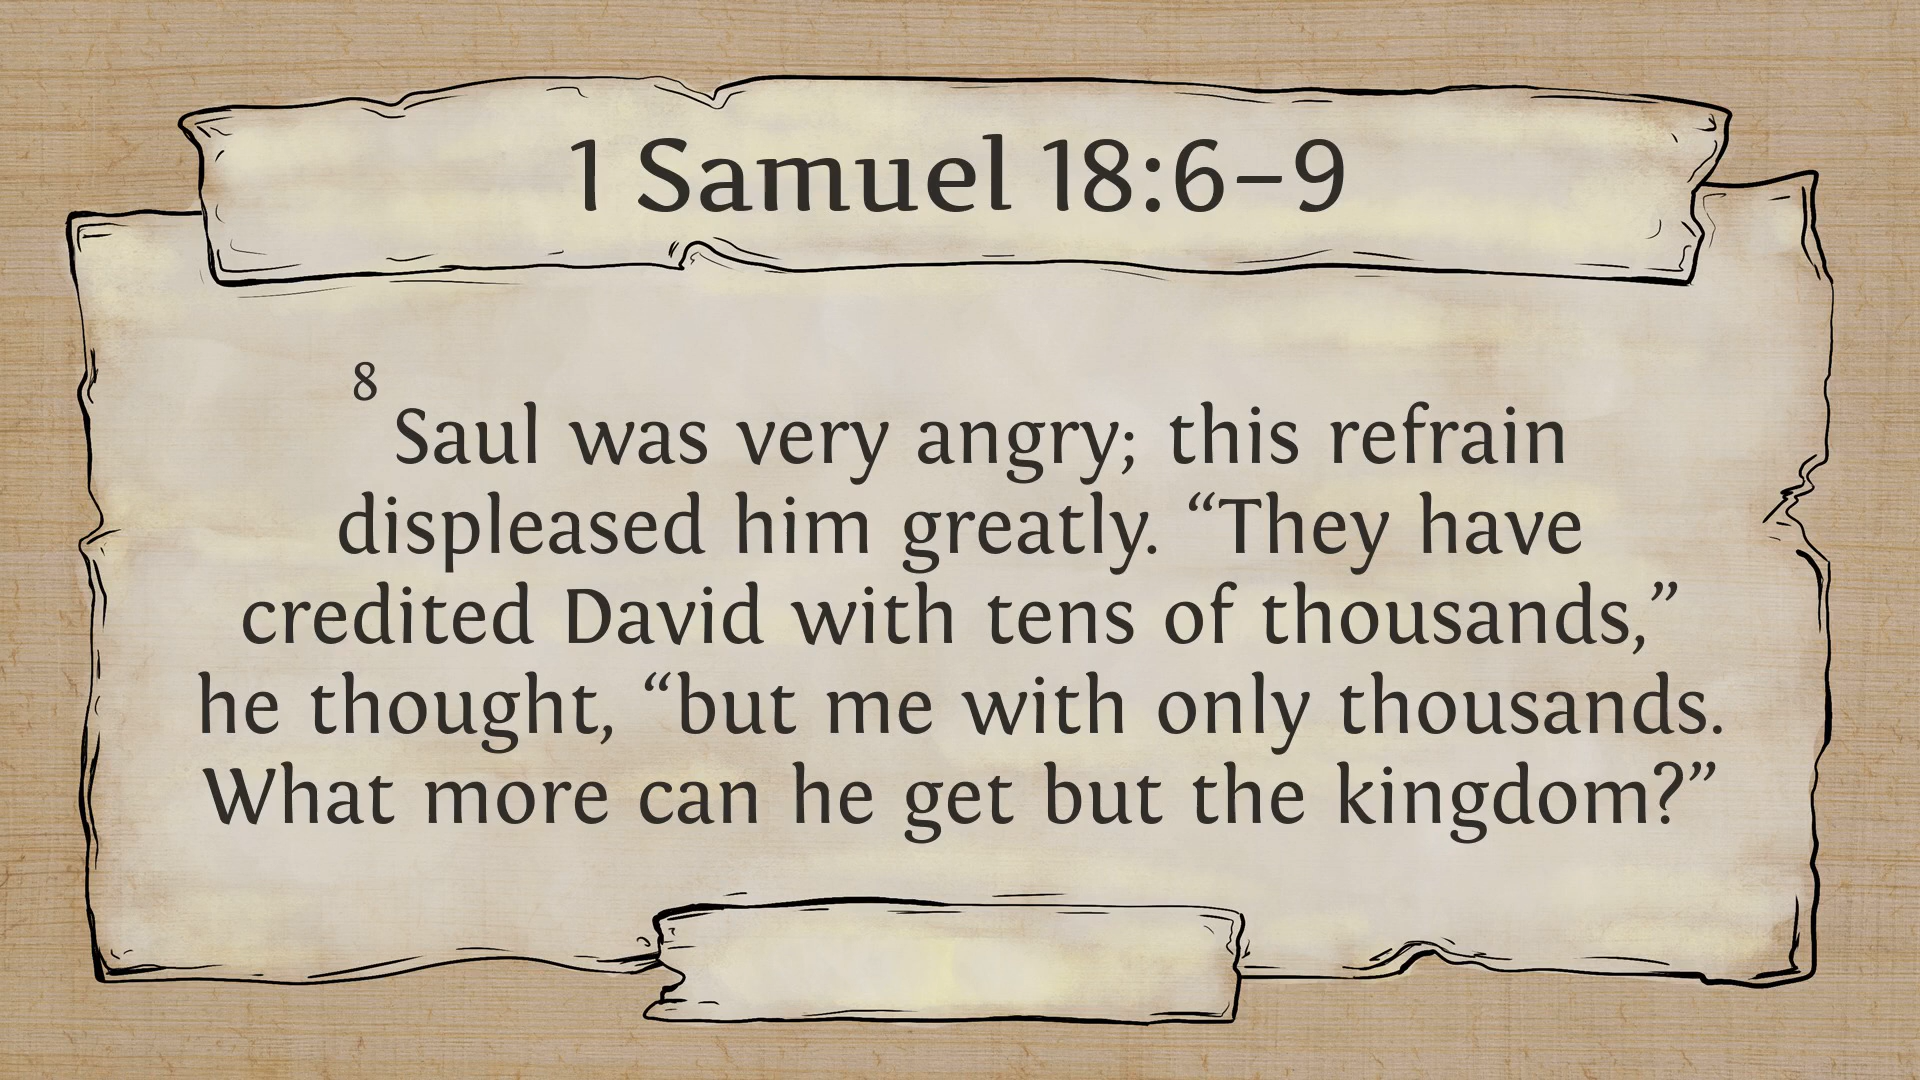 1 Samuel 18:6–9
8 Saul was very angry; this refrain
displeased him greatly. “They have
credited David with tens of thousands,”
he thought, “but me with only thousands.
What more can he get but the kingdom?”